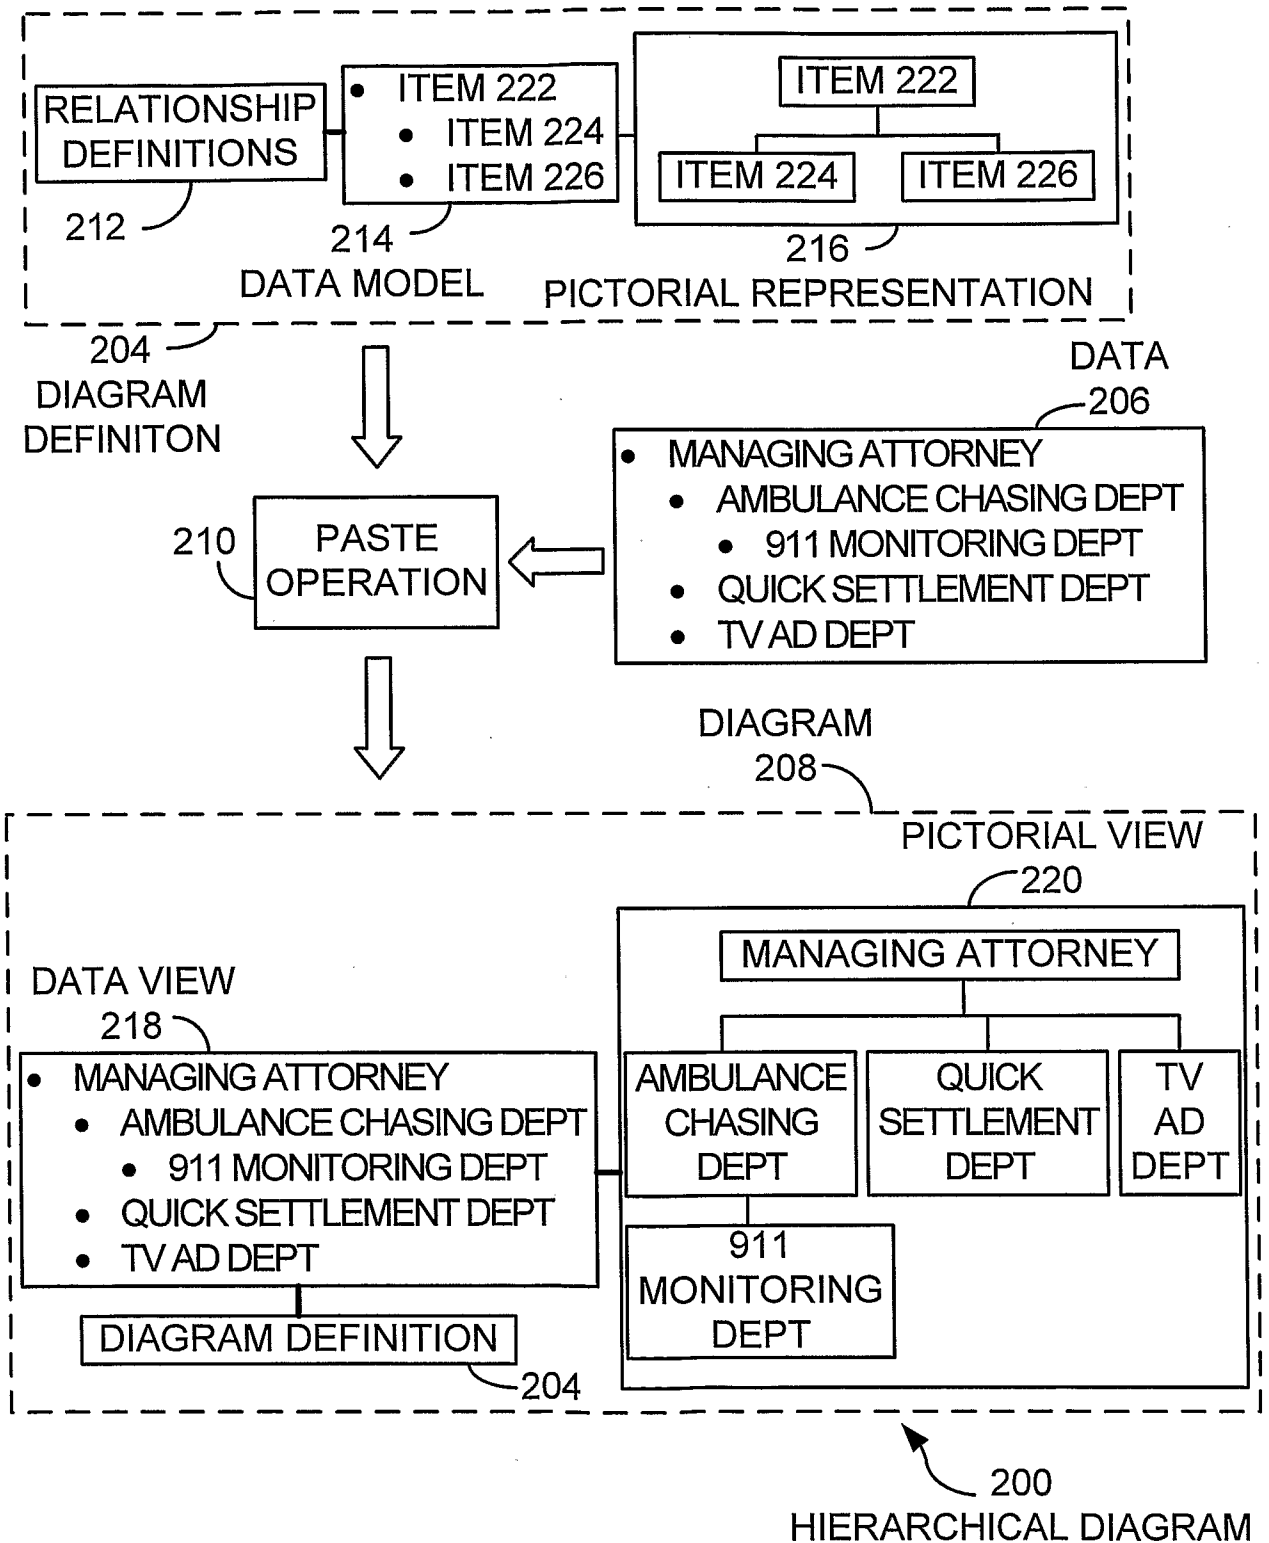 RELATIONSHIP
DEFINITIONS
212
• ITEM 222
• ITEM 224
• ITEM 226
214
DATA MODEL
ITEM 222
ITEM 224
ITEM 226
216
PICTORIAL REPRESENTATION
204
DIAGRAM
DEFINITON
DATA
206
• MANAGING ATTORNEY
• AMBULANCE CHASING DEPT
• 911 MONITORING DEPT
• QUICK SETTLEMENT DEPT
• TV AD DEPT
210
PASTE
OPERATION
DIAGRAM
208
PICTORIAL VIEW
220
MANAGING ATTORNEY
AMBULANCE
CHASING
DEPT
QUICK
SETTLEMENT
DEPT
TV
AD
DEPT
911
MONITORING
DEPT
DATA VIEW
218
• MANAGING ATTORNEY
• AMBULANCE CHASING DEPT
• 911 MONITORING DEPT
• QUICK SETTLEMENT DEPT
• TV AD DEPT
DIAGRAM DEFINITION
204
200
HIERARCHICAL DIAGRAM